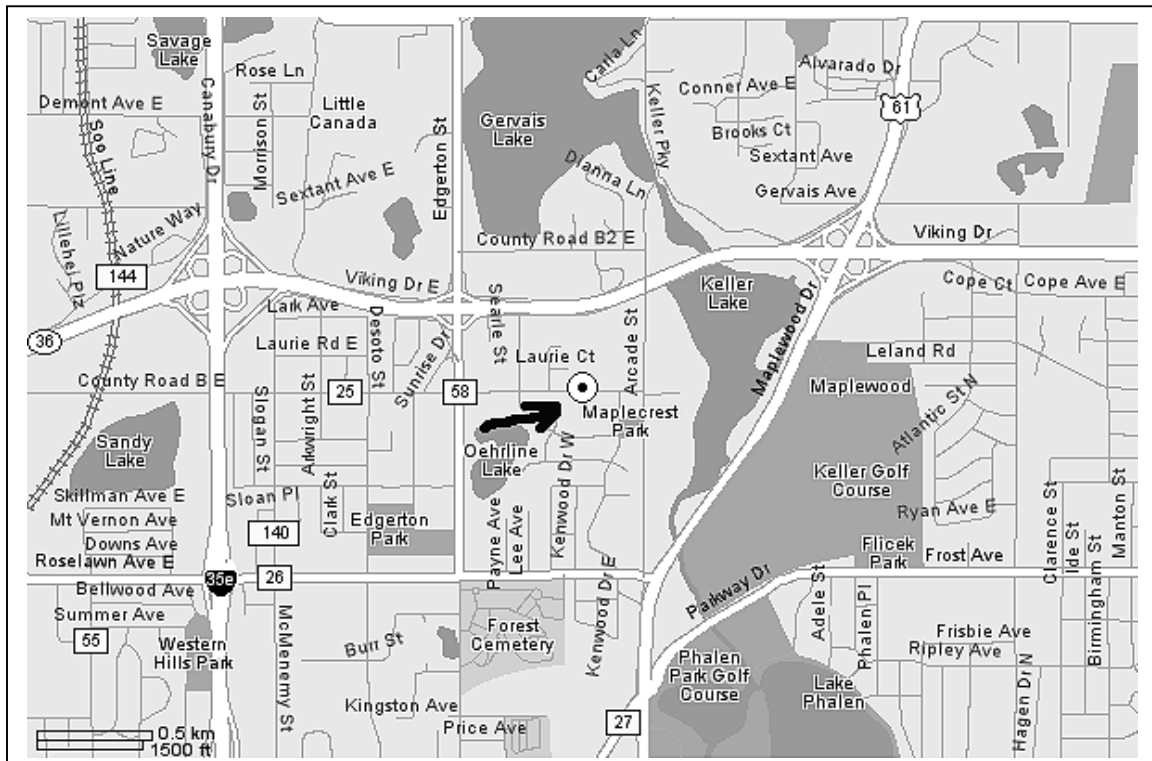 Savage
Lake
Rose Ln
Demont Ave E
Canabury Dr
Soo Line
Morrison St
Little
Canada
Sextant Ave E
Edgerton St
Gervais
Lake
Carla Ln
Keller Pky
Dianna Ln
Conner Ave E
Alvarado Dr
61
Brooks Ct
Sextant Ave
Gervais Ave
Lillehei Plz
Nature Way
144
County Road B2 E
Viking Dr
Viking Dr E
Keller
Lake
Cope Ct
Cope Ave E
36
Lark Ave
Laurie Rd E
Desoto St
Sunrise Dr
Searle St
Laurie Ct
Arcade St
Maplewood Dr
Leland Rd
Maplewood
County Road B E
Slogan St
Arkwright St
25
58
Maplecrest
Park
Atlantic St N
Sandy
Lake
Oehrline
Lake
Kenwood Dr W
Keller Golf
Course
Skillman Ave E
Sloan Pl
Clark St
Edgerton
Park
Payne Ave
Lee Ave
Ryan Ave E
Clarence St
Ide St
Birmingham St
Manton St
Mt Vernon Ave
Downs Ave
140
Flicek
Park
Frost Ave
Roselawn Ave E
35e
26
Bellwood Ave
Summer Ave
55
Western
Hills Park
McMenemy St
Burr St
Forest
Cemetery
Kenwood Dr E
Parkway Dr
Adele St
Phalen Pl
Frisbie Ave
Ripley Ave
Phalen
Park Golf
Course
Lake
Phalen
Hagen Dr N
Kingston Ave
Price Ave
27
0.5 km
1500 ft